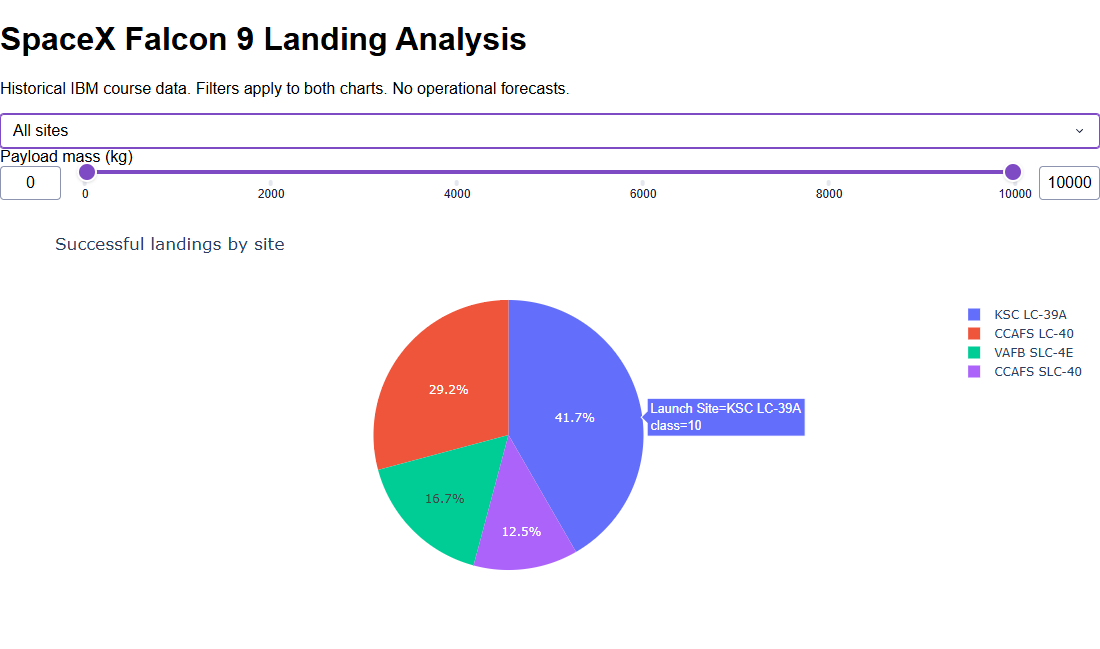 SpaceX Falcon 9 Landing Analysis
Historical IBM course data. Filters apply to both charts. No operational forecasts.
All sites
Payload mass (kg)
0
0 2000 4000 6000 8000 10000
10000
Successful landings by site
KSC LC-39A
CCAFS LC-40
VAFB SLC-4E
CCAFS SLC-40
29.2%
41.7%
Launch Site=KSC LC-39A
class=10
16.7%
12.5%